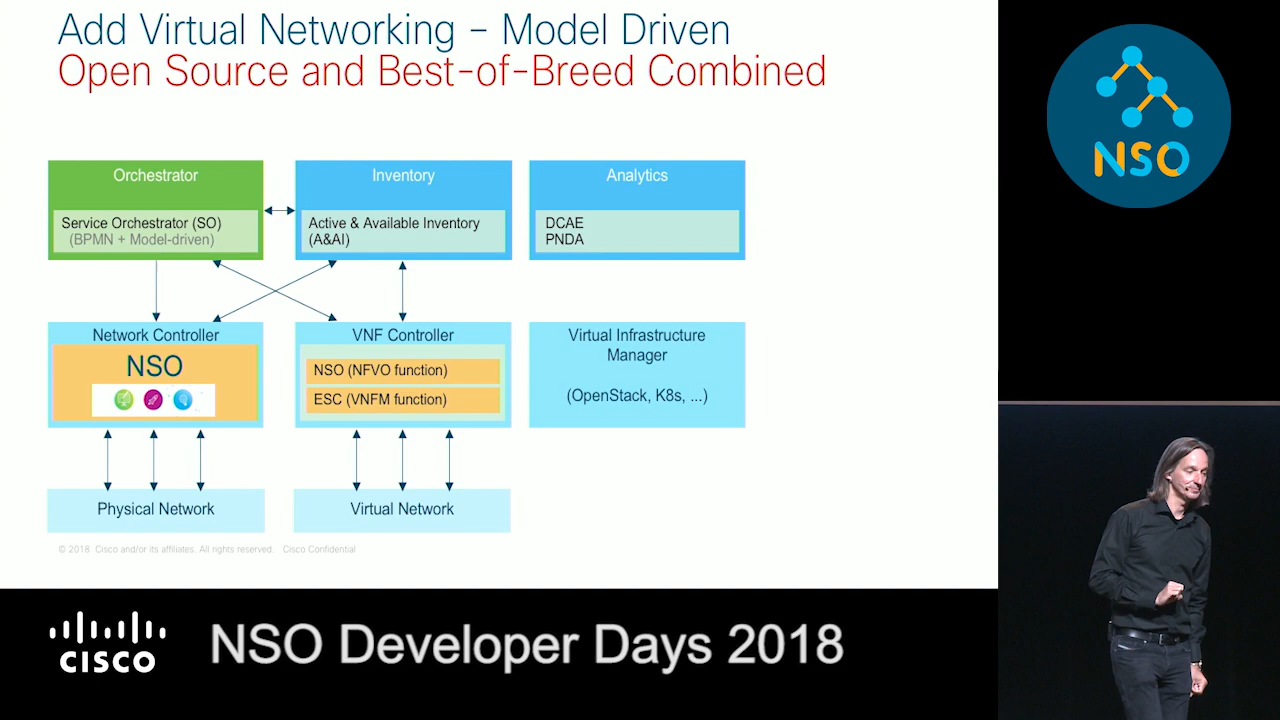 Add Virtual Networking – Model Driven
Open Source and Best-of-Breed Combined
NSO
Orchestrator
Service Orchestrator (SO)
(BPMN + Model-driven)
Inventory
Active & Available Inventory
(A&AI)
Analytics
DCAE
PNDA
Network Controller
NSO
VNF Controller
NSO (NFVO function)
ESC (VNFM function)
Virtual Infrastructure
Manager
(OpenStack, K8s, ...)
Physical Network
Virtual Network
© 2018 Cisco and/or its affiliates. All rights reserved. Cisco Confidential
CISCO
NSO Developer Days 2018